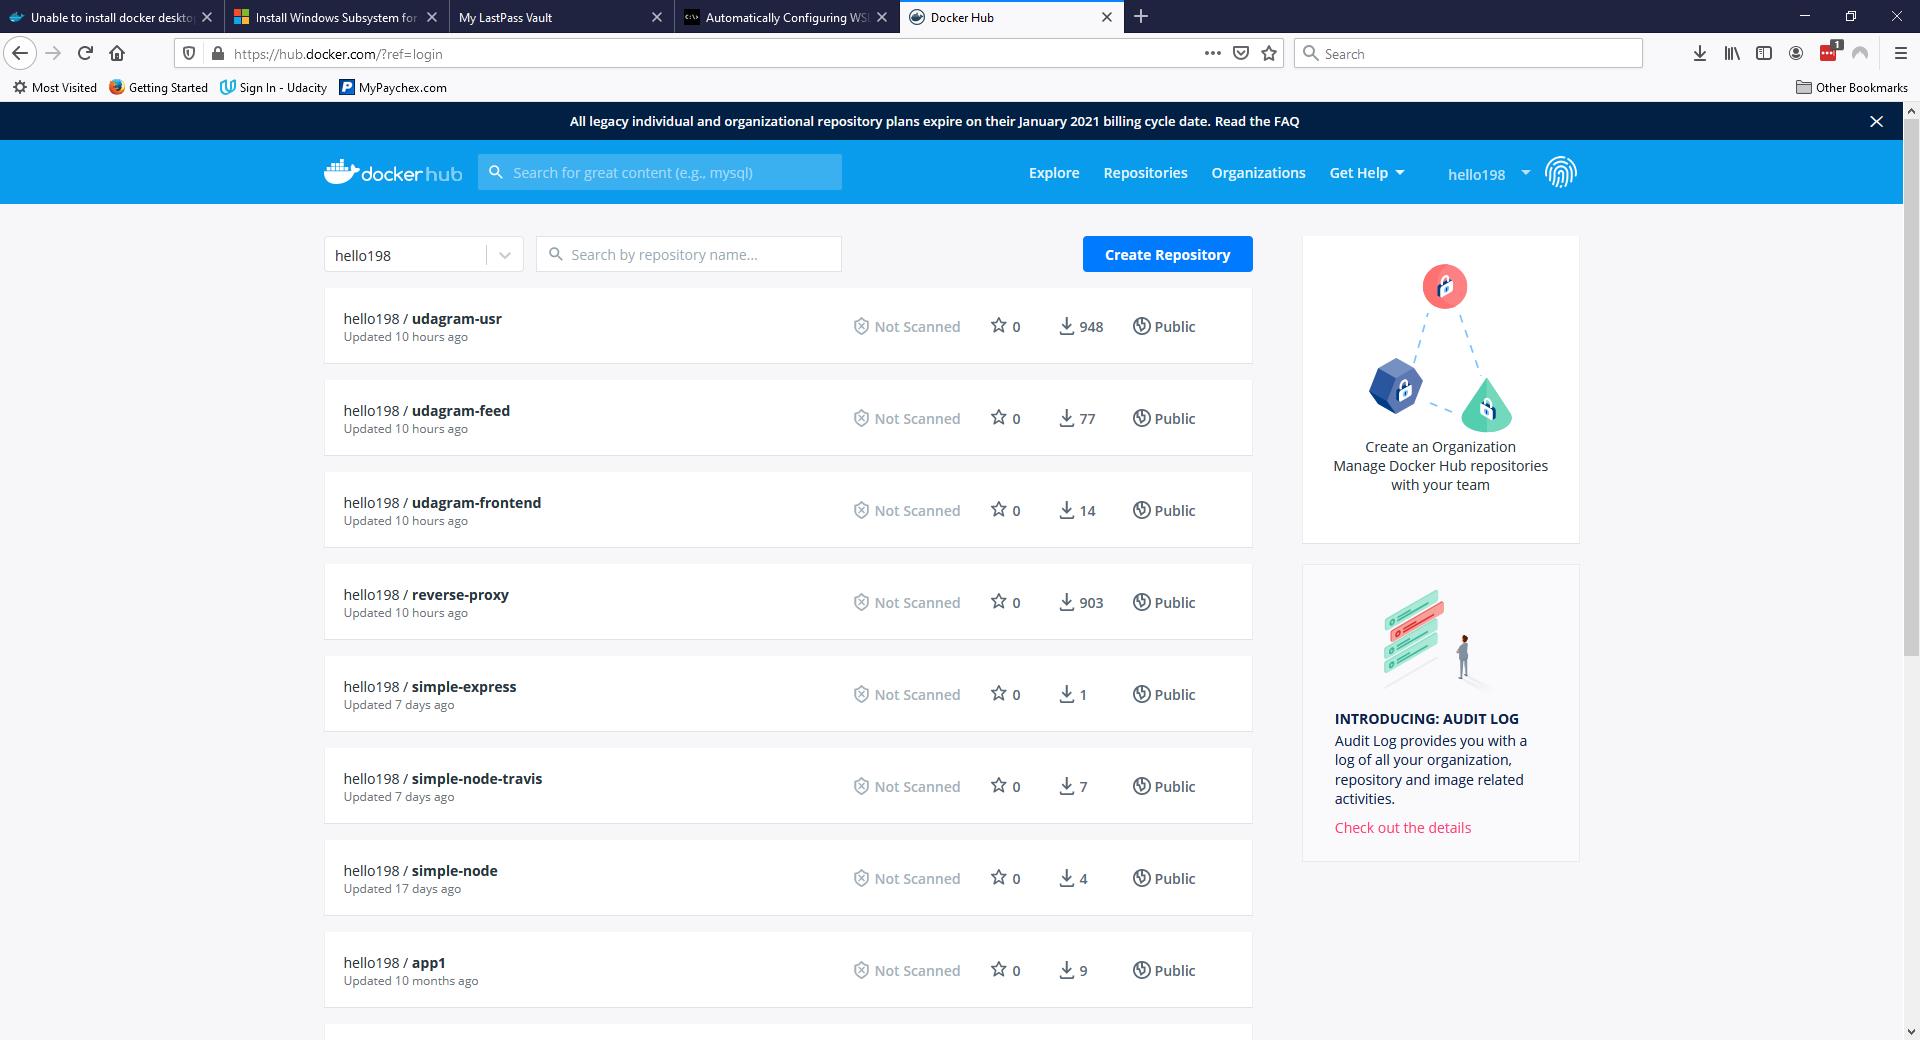 Unable to install docker deskto
Install Windows Subsystem for
My LastPass Vault
Automatically Configuring WSL
Docker Hub
https://hub.docker.com/?ref=login
Search
1
Most Visited
Getting Started
Sign In - Udacity
MyPaychex.com
Other Bookmarks
All legacy individual and organizational repository plans expire on their January 2021 billing cycle date. Read the FAQ
docker hub
Search for great content (e.g., mysql)
Explore
Repositories
Organizations
Get Help
hello198
hello198
Search by repository name...
Create Repository
hello198 / udagram-usr
Updated 10 hours ago
Not Scanned
0
948
Public
hello198 / udagram-feed
Updated 10 hours ago
Not Scanned
0
77
Public
hello198 / udagram-frontend
Updated 10 hours ago
Not Scanned
0
14
Public
hello198 / reverse-proxy
Updated 10 hours ago
Not Scanned
0
903
Public
hello198 / simple-express
Updated 7 days ago
Not Scanned
0
1
Public
hello198 / simple-node-travis
Updated 7 days ago
Not Scanned
0
7
Public
hello198 / simple-node
Updated 17 days ago
Not Scanned
0
4
Public
hello198 / app1
Updated 10 months ago
Not Scanned
0
9
Public
Create an Organization
Manage Docker Hub repositories
with your team
INTRODUCING: AUDIT LOG
Audit Log provides you with a
log of all your organization,
repository and image related
activities.
Check out the details